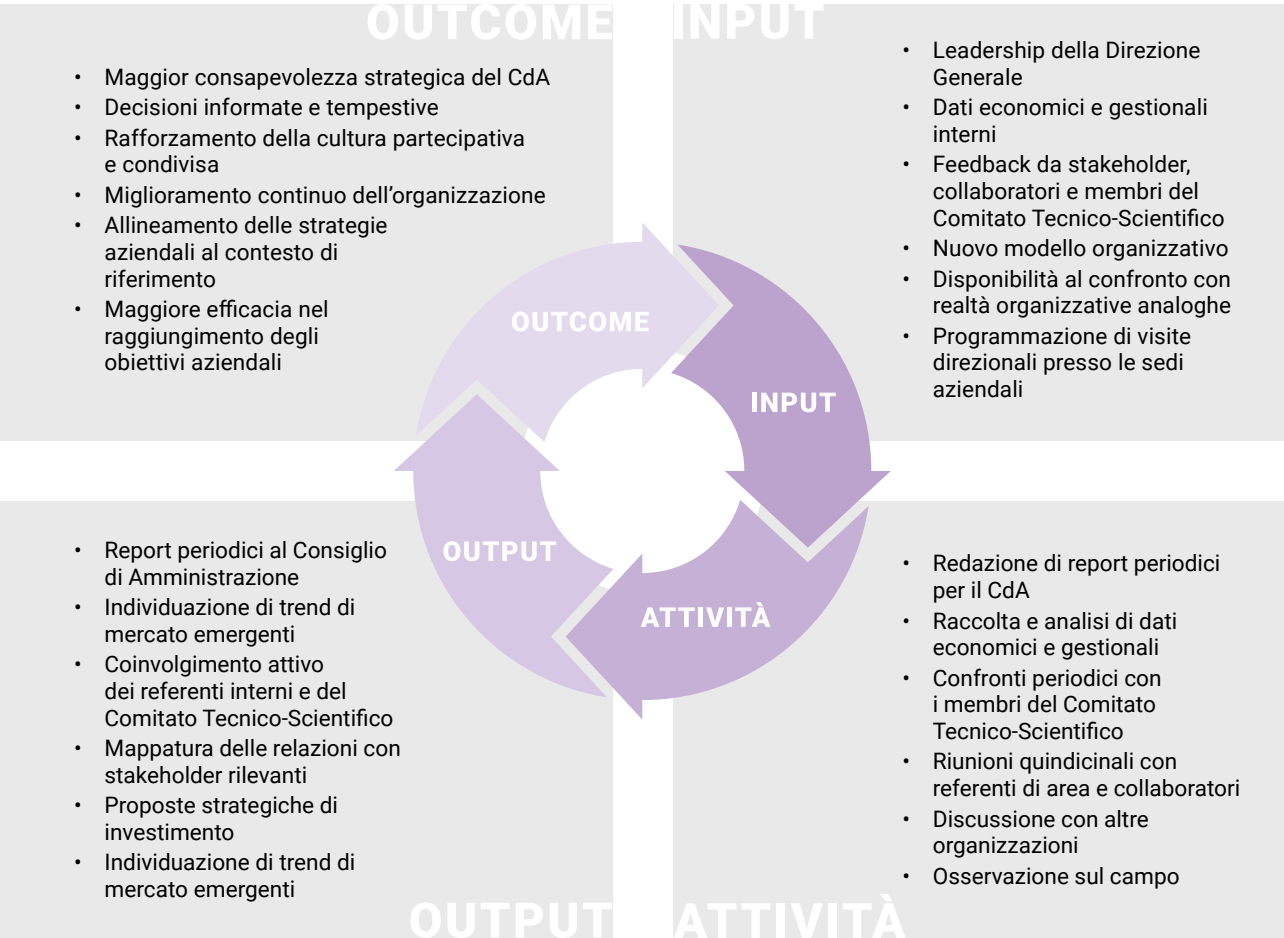 OUTCOME
• Maggior consapevolezza strategica del CdA
• Decisioni informate e tempestive
• Rafforzamento della cultura partecipativa
e condivisa
• Miglioramento continuo dell’organizzazione
• Allineamento delle strategie
aziendali al contesto di
riferimento
• Maggiore efficacia nel
raggiungimento degli
obiettivi aziendali
INPUT
• Leadership della Direzione
Generale
• Dati economici e gestionali
interni
• Feedback da stakeholder,
collaboratori e membri del
Comitato Tecnico-Scientifico
• Nuovo modello organizzativo
• Disponibilità al confronto con
realtà organizzative analoghe
• Programmazione di visite
direzionali presso le sedi
aziendali
OUTCOME
INPUT
OUTPUT
ATTIVITÀ
• Report periodici al Consiglio
di Amministrazione
• Individuazione di trend di
mercato emergenti
• Coinvolgimento attivo
dei referenti interni e del
Comitato Tecnico-Scientifico
• Mappatura delle relazioni con
stakeholder rilevanti
• Proposte strategiche di
investimento
• Individuazione di trend di
mercato emergenti
OUTPUT
• Redazione di report periodici
per il CdA
• Raccolta e analisi di dati
economici e gestionali
• Confronti periodici con
i membri del Comitato
Tecnico-Scientifico
• Riunioni quindicinali con
referenti di area e collaboratori
• Discussione con altre
organizzazioni
• Osservazione sul campo
ATTIVITÀ